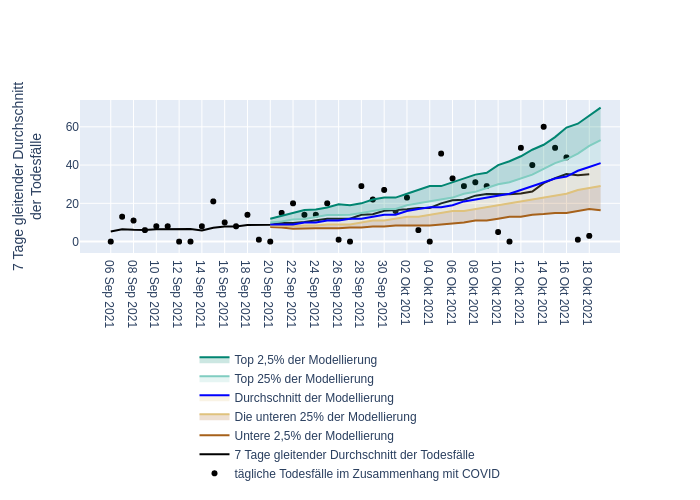 7 Tage gleitender Durchschnitt
der Todesfälle
60
40
20
0
06 Sep 2021
08 Sep 2021
10 Sep 2021
12 Sep 2021
14 Sep 2021
16 Sep 2021
18 Sep 2021
20 Sep 2021
22 Sep 2021
24 Sep 2021
26 Sep 2021
28 Sep 2021
30 Sep 2021
02 Okt 2021
04 Okt 2021
06 Okt 2021
08 Okt 2021
10 Okt 2021
12 Okt 2021
14 Okt 2021
16 Okt 2021
18 Okt 2021
Top 2,5% der Modellierung
Top 25% der Modellierung
Durchschnitt der Modellierung
Die unteren 25% der Modellierung
Untere 2,5% der Modellierung
7 Tage gleitender Durchschnitt der Todesfälle
tägliche Todesfälle im Zusammenhang mit COVID